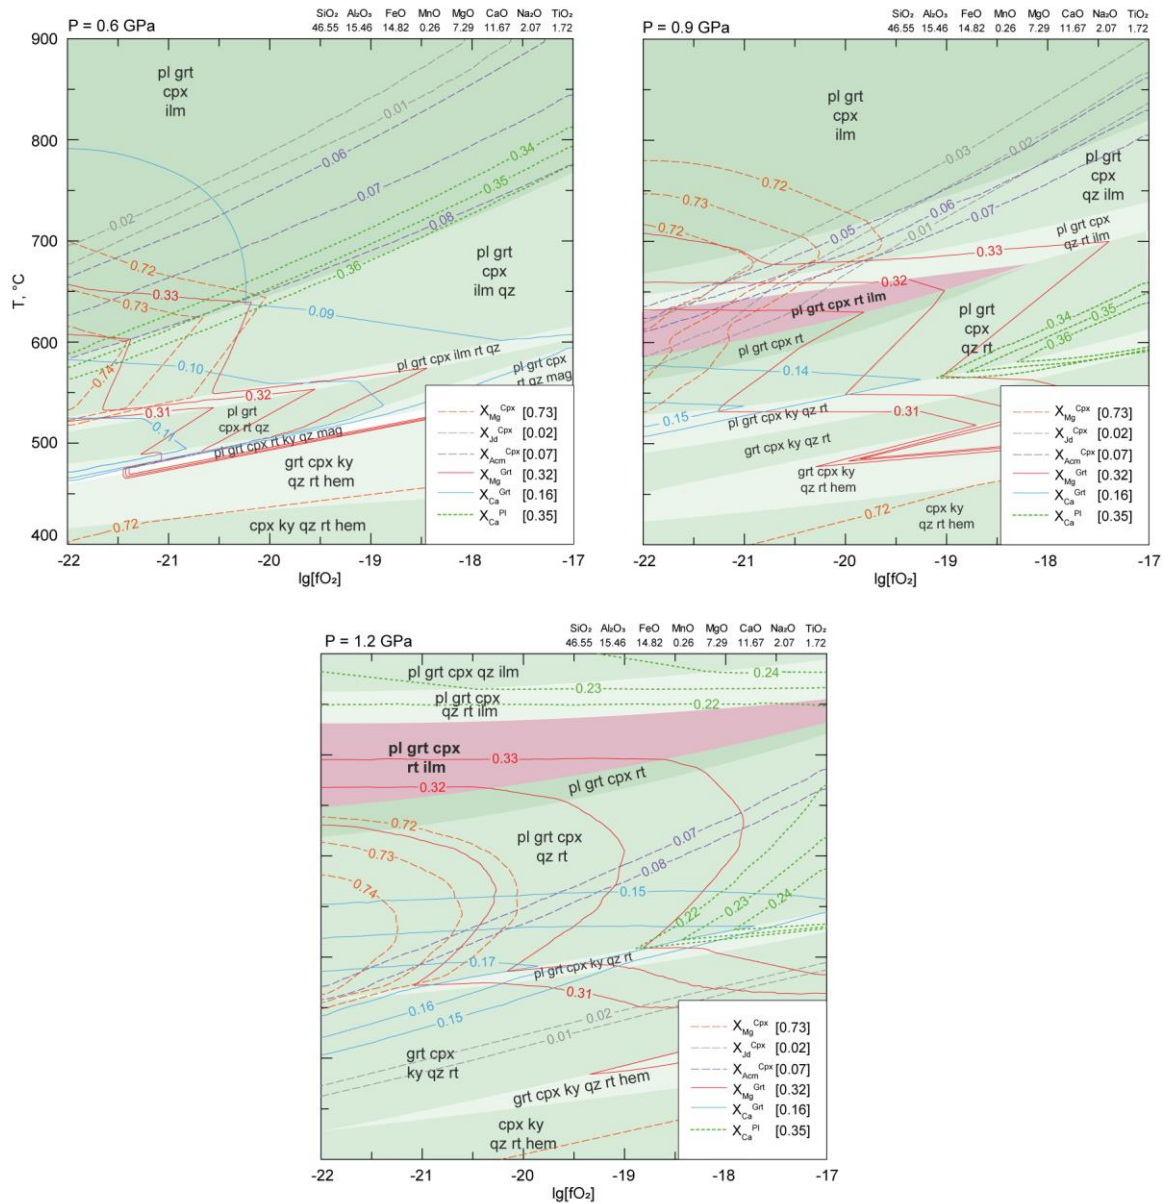 P = 0.6 GPa
SiO₂ Al₂O₃ FeO MnO MgO CaO Na₂O TiO₂
46.55 15.46 14.82 0.26 7.29 11.67 2.07 1.72
900
800
700
600
500
400
T, °C
pl grt
cpx
ilm
0.01
0.02
0.06
0.07
0.08
0.34
0.35
0.36
pl grt
cpx
ilm qz
0.72
0.33
0.73
0.09
0.74
0.10
0.32
0.31
0.11
pl grt cpx ilm rt qz
pl grt cpx
rt qz mag
pl grt
cpx rt qz
pl grt cpx rt ky qz mag
grt cpx ky
qz rt hem
0.72
cpx ky qz rt hem
X Mg Cpx [0.73]
X Jd Cpx [0.02]
X Acm Cpx [0.07]
X Mg Grt [0.32]
X Ca Grt [0.16]
X Ca Pl [0.35]
-22 -21 -20 -19 -18 -17
lg[fO₂]
P = 0.9 GPa
SiO₂ Al₂O₃ FeO MnO MgO CaO Na₂O TiO₂
46.55 15.46 14.82 0.26 7.29 11.67 2.07 1.72
pl grt
cpx
ilm
0.03
0.02
pl grt
cpx
qz ilm
0.72
0.73
0.72
0.05
0.06
0.07
0.01
pl grt cpx
qz rt ilm
0.33
0.32
pl grt cpx rt ilm
pl grt cpx rt
pl grt
cpx
qz rt
0.34
0.35
0.36
0.14
0.15
pl grt cpx ky qz rt
0.31
grt cpx ky qz rt
grt cpx ky
qz rt hem
0.72
cpx ky
qz rt hem
X Mg Cpx [0.73]
X Jd Cpx [0.02]
X Acm Cpx [0.07]
X Mg Grt [0.32]
X Ca Grt [0.16]
X Ca Pl [0.35]
-22 -21 -20 -19 -18 -17
lg[fO₂]
P = 1.2 GPa
SiO₂ Al₂O₃ FeO MnO MgO CaO Na₂O TiO₂
46.55 15.46 14.82 0.26 7.29 11.67 2.07 1.72
pl grt cpx qz ilm
0.24
0.23
pl grt cpx
qz rt ilm
0.22
pl grt cpx
rt ilm
0.33
0.32
pl grt cpx rt
0.72
0.73
0.74
pl grt cpx
qz rt
0.07
0.08
0.15
0.22
0.23
0.24
0.17
pl grt cpx ky qz rt
0.31
0.16
0.15
0.02
0.01
grt cpx
ky qz rt
grt cpx ky qz rt hem
cpx ky
qz rt hem
X Mg Cpx [0.73]
X Jd Cpx [0.02]
X Acm Cpx [0.07]
X Mg Grt [0.32]
X Ca Grt [0.16]
X Ca Pl [0.35]
-22 -21 -20 -19 -18 -17
lg[fO₂]